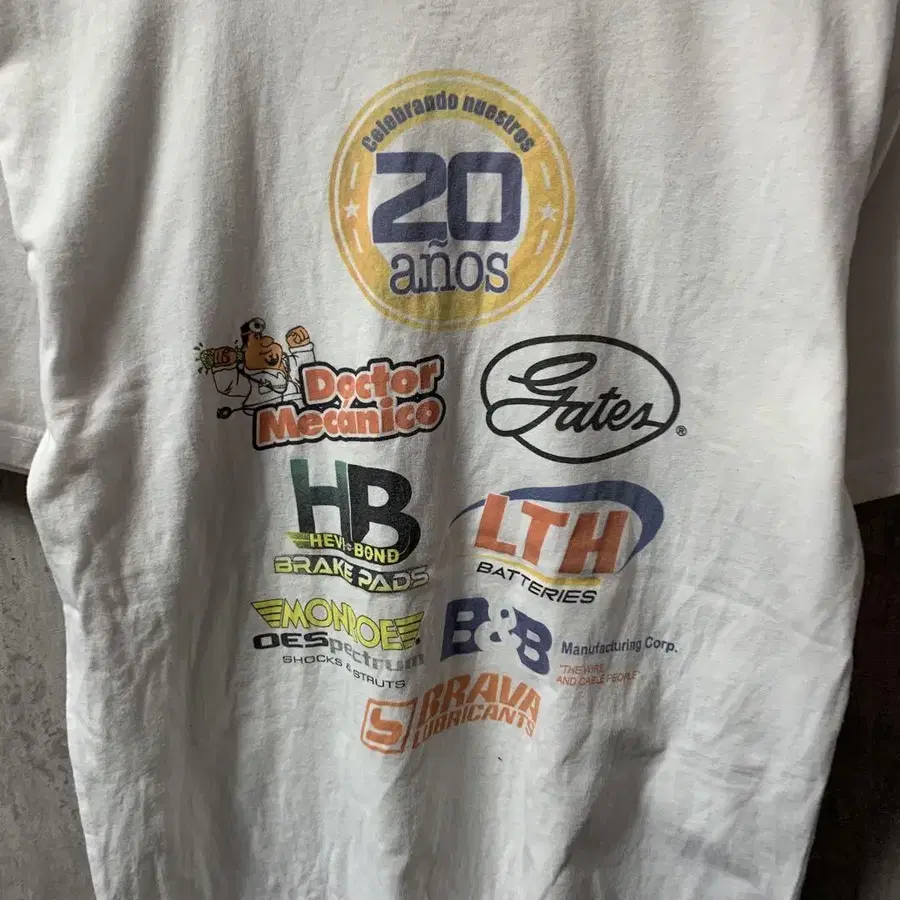 Celebrando nuestros
20
años
Doctor
Mecánico
Gates®
HB
HEVI-BOND
BRAKE PADS
LTH
BATTERIES
MONROE®
OESpectrum
SHOCKS & STRUTS
B&B
Manufacturing Corp.
"THE WIRE
AND CABLE PEOPLE"
BRAVA
LUBRICANTS